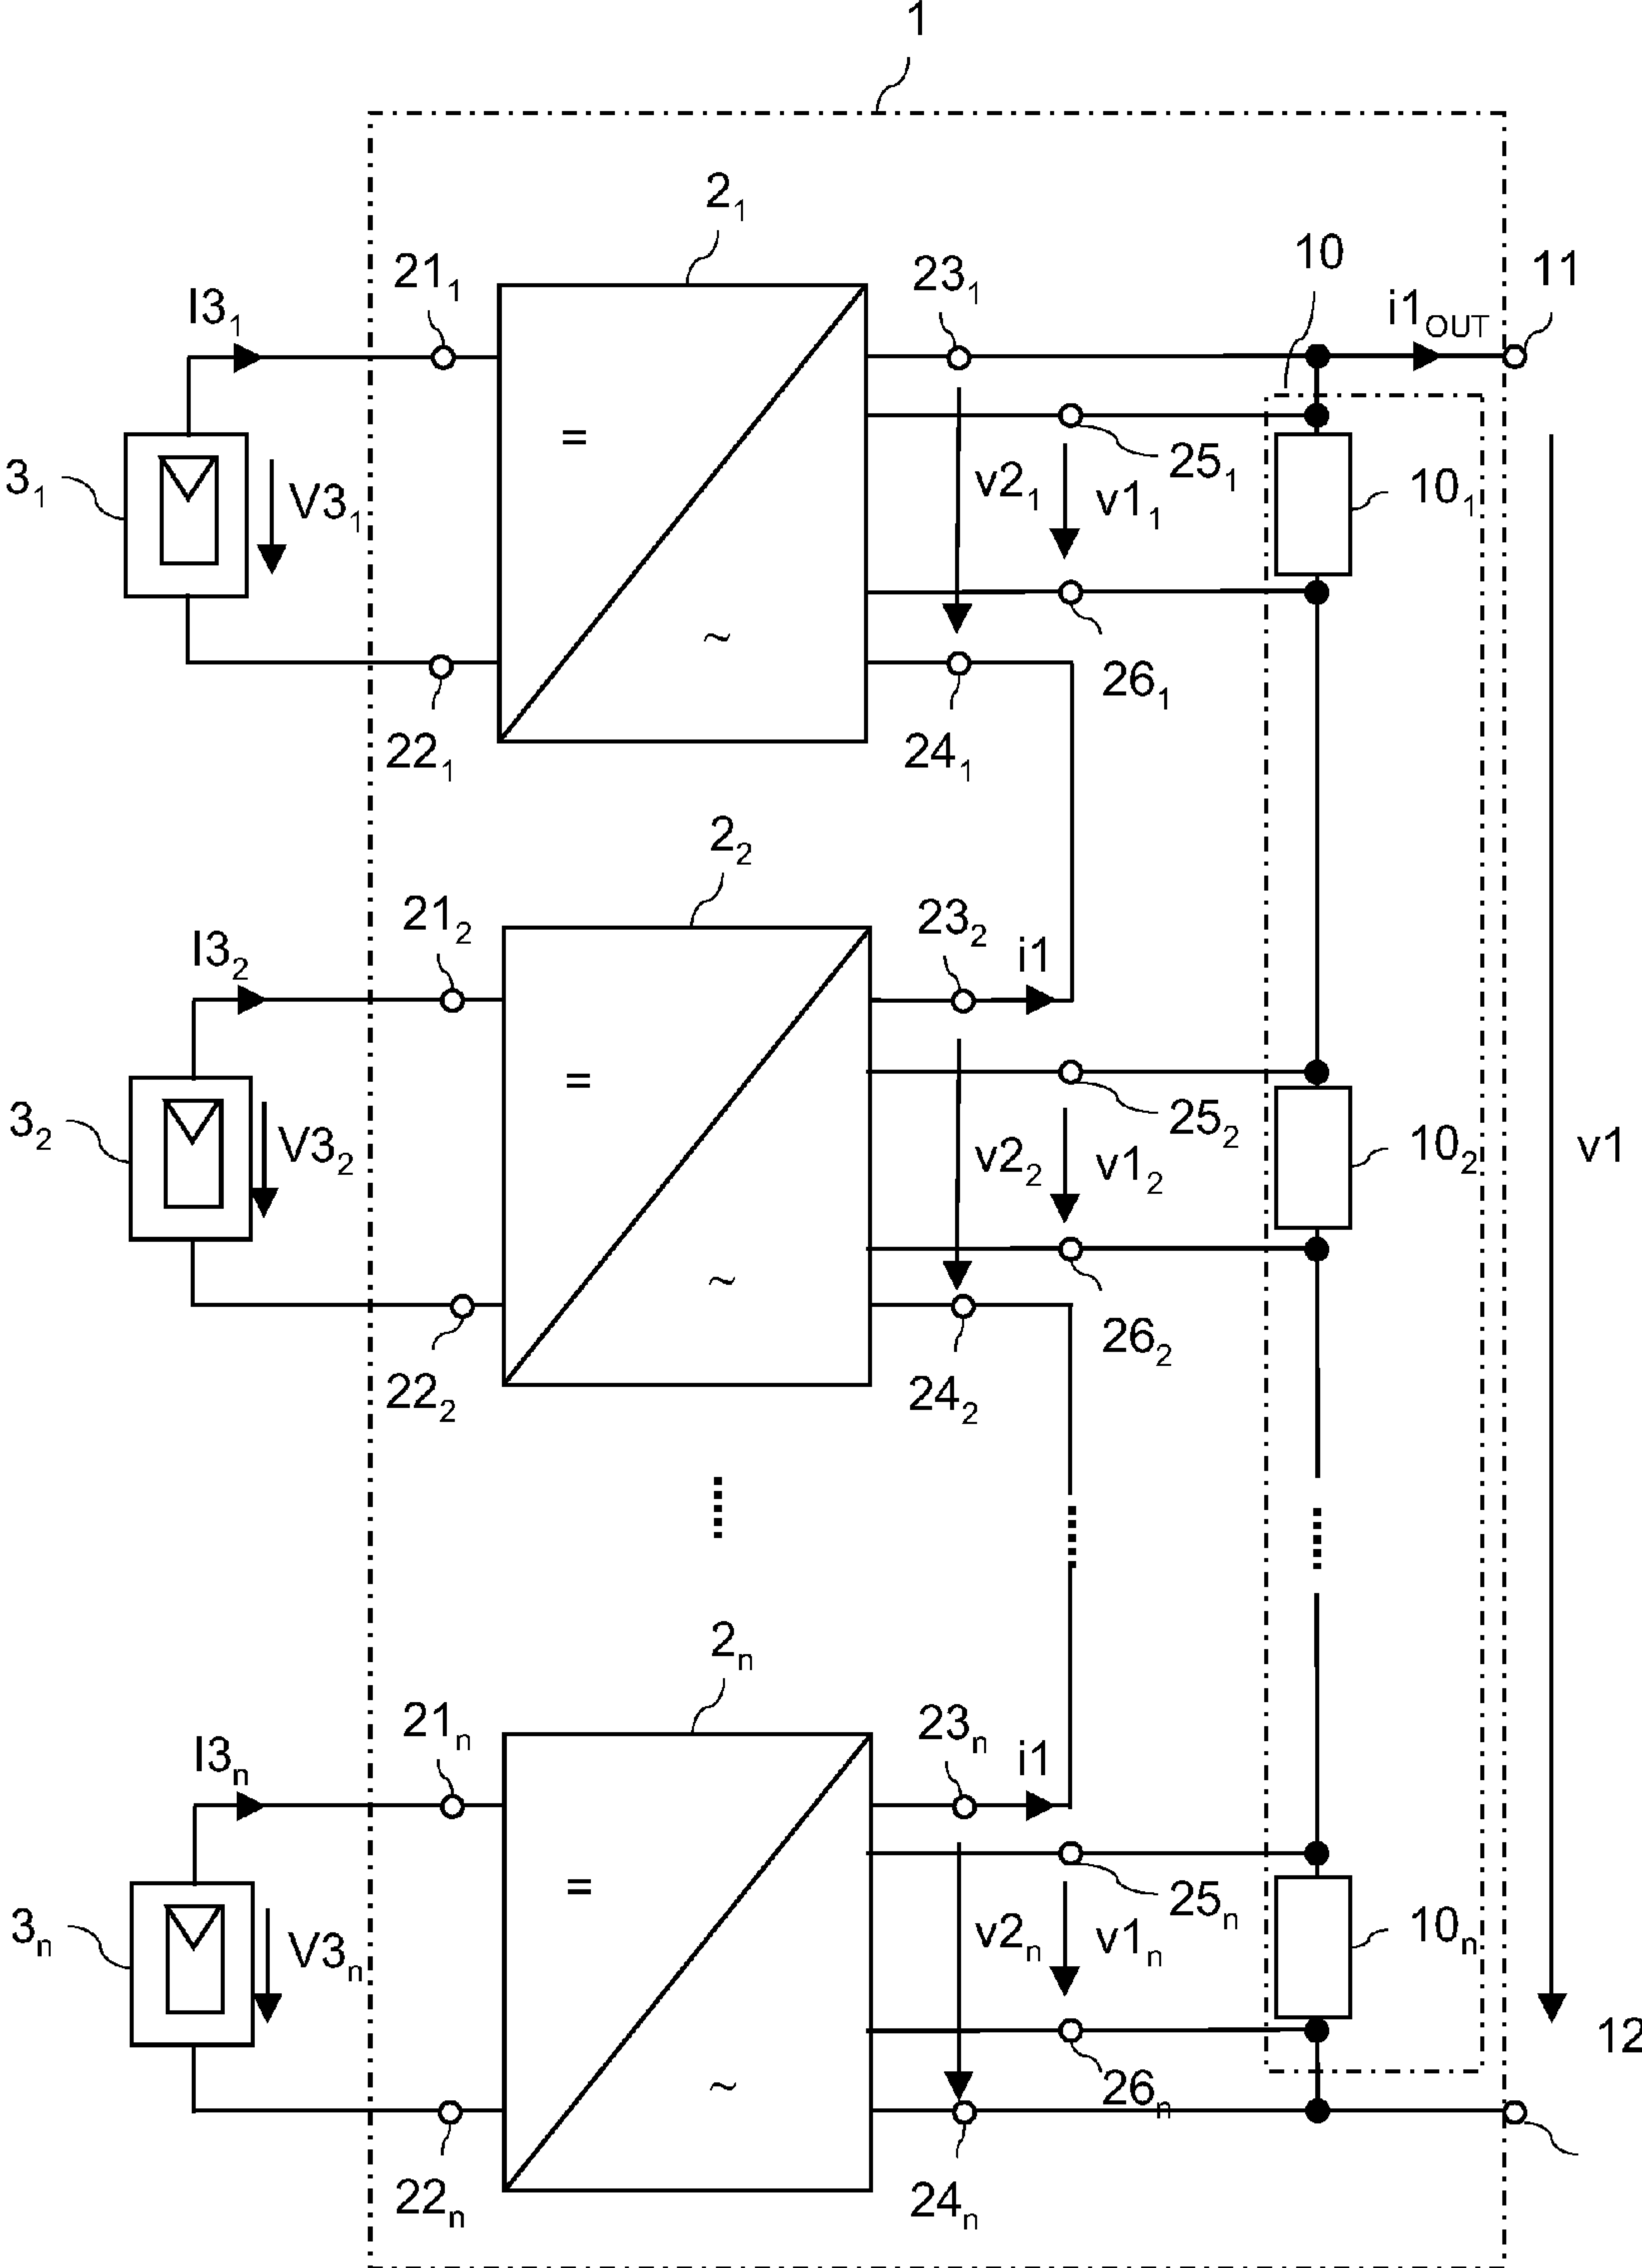 1
2₁
10
11
21₁
23₁
I3₁
i1OUT
=
25₁
3₁
V3₁
v2₁
v1₁
10₁
~
26₁
22₁
24₁
2₂
21₂
23₂
I3₂
i1
=
25₂
3₂
V3₂
v2₂
v1₂
10₂
v1
~
26₂
22₂
24₂
2ₙ
21ₙ
23ₙ
I3ₙ
i1
=
25ₙ
3ₙ
V3ₙ
v2ₙ
v1ₙ
10ₙ
12
~
26ₙ
22ₙ
24ₙ